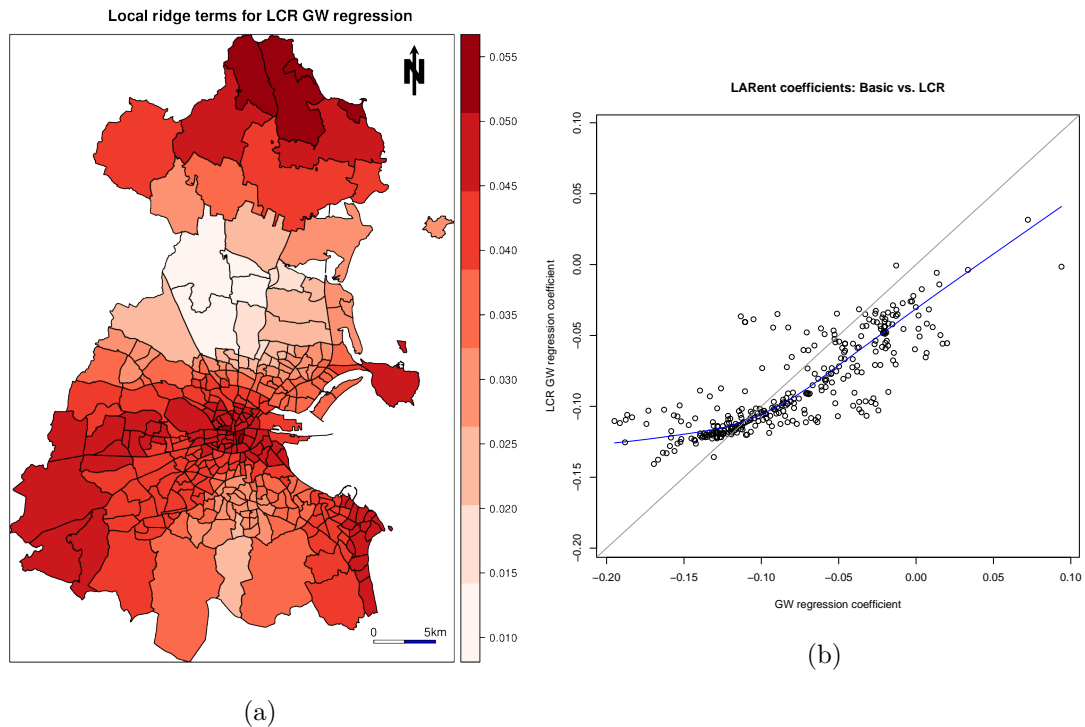 Local ridge terms for LCR GW regression
N
0.055
0.050
0.045
0.040
0.035
0.030
0.025
0.020
0.015
0.010
0 5km
(a)
LARent coefficients: Basic vs. LCR
LCR GW regression coefficient
0.10
0.05
0.00
−0.05
−0.10
−0.15
−0.20
−0.20 −0.15 −0.10 −0.05 0.00 0.05 0.10
GW regression coefficient
(b)